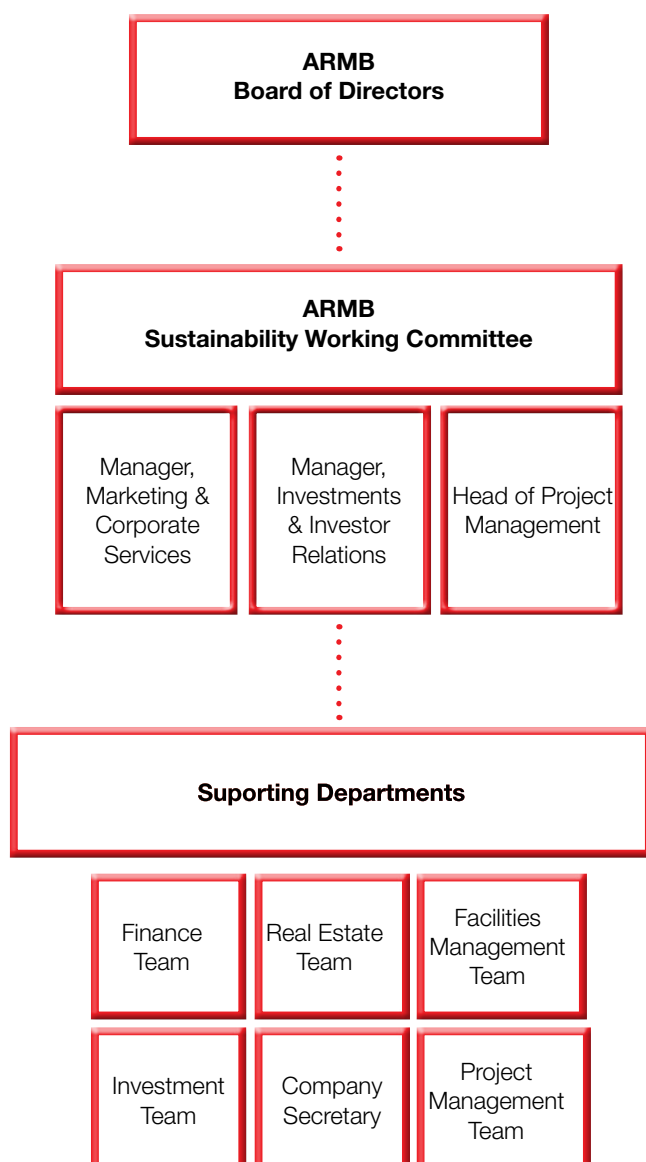 ARMB
Board of Directors
ARMB
Sustainability Working Committee
Manager,
Marketing &
Corporate
Services
Manager,
Investments
& Investor
Relations
Head of Project
Management
Suporting Departments
Finance
Team
Real Estate
Team
Facilities
Management
Team
Investment
Team
Company
Secretary
Project
Management
Team